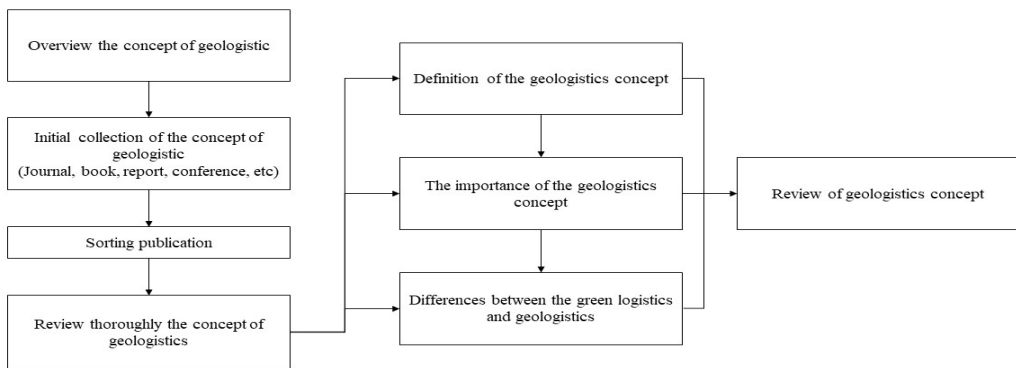 Overview the concept of geologistic
Initial collection of the concept of
geologistic
(Journal, book, report, conference, etc)
Sorting publication
Review thoroughly the concept of
geologistics
Definition of the geologistics concept
The importance of the geologistics
concept
Differences between the green logistics
and geologistics
Review of geologistics concept